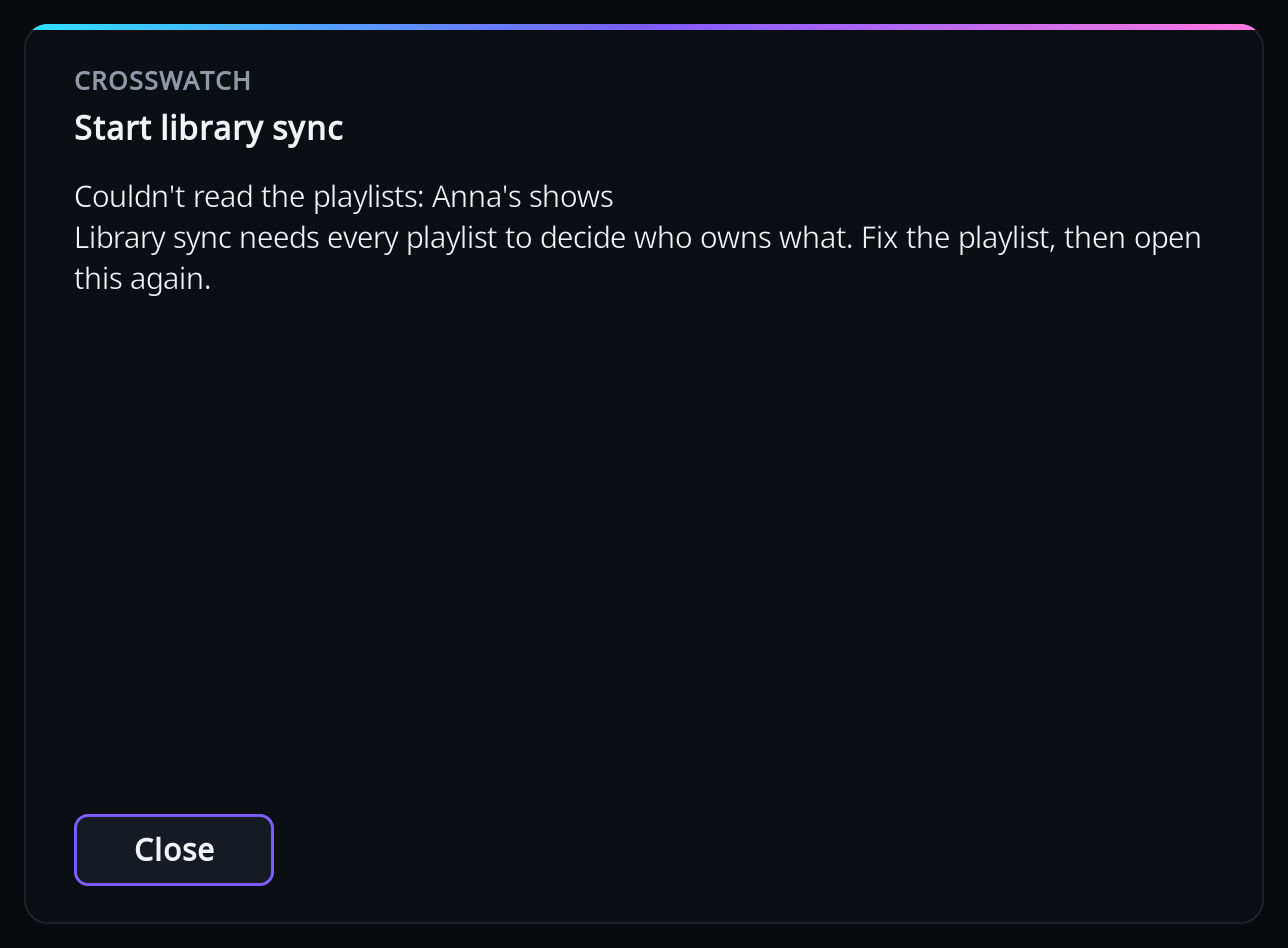 CROSSWATCH
Start library sync
Couldn't read the playlists: Anna's shows
Library sync needs every playlist to decide who owns what. Fix the playlist, then open
this again.
Close